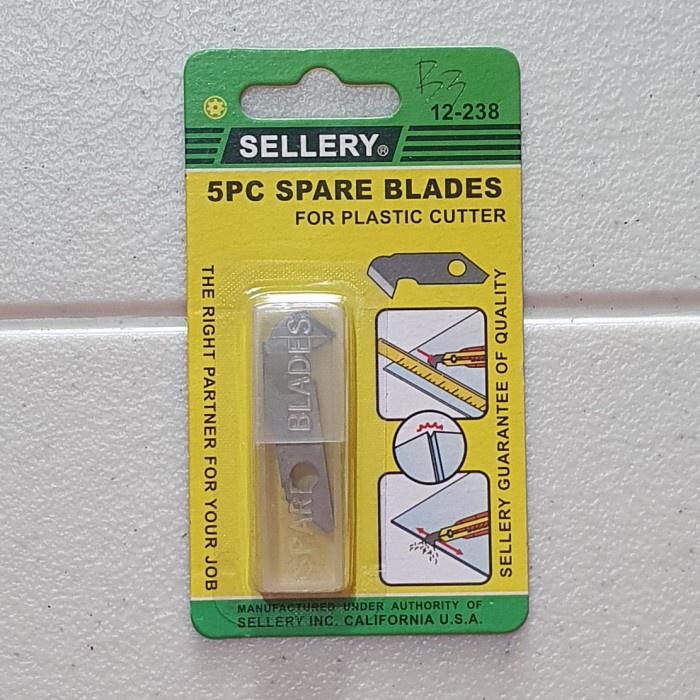 B3
12-238
SELLERY®
5PC SPARE BLADES
FOR PLASTIC CUTTER
THE RIGHT PARTNER FOR YOUR JOB
SPARE BLADES
SELLERY GUARANTEE OF QUALITY
MANUFACTURED UNDER AUTHORITY OF
SELLERY INC. CALIFORNIA U.S.A.